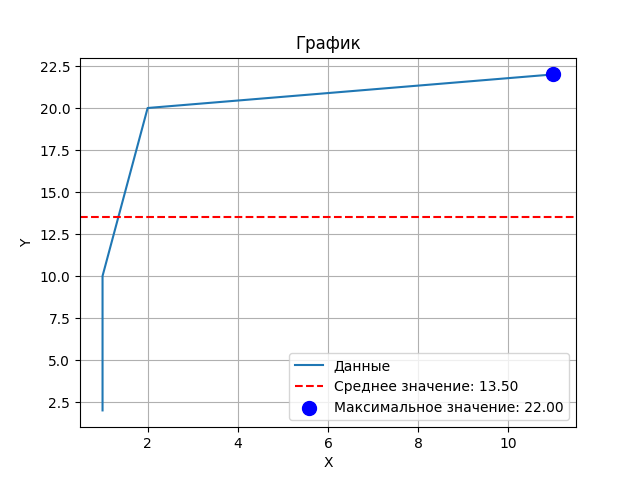 График
22.5
20.0
17.5
15.0
12.5
10.0
7.5
5.0
2.5
Y
Данные
Среднее значение: 13.50
Максимальное значение: 22.00
2 4 6 8 10
X